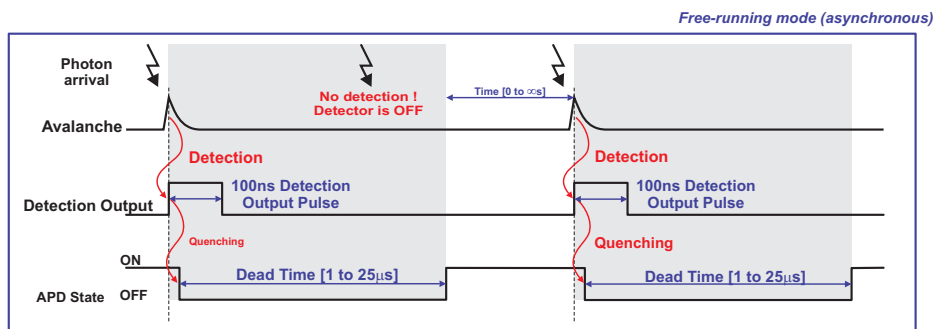 Free-running mode (asynchronous)
Photon
arrival
No detection !
Detector is OFF
Time [0 to ∞s]
Avalanche
Detection
Detection
100ns Detection
Output Pulse
100ns Detection
Output Pulse
Detection Output
Quenching
Quenching
ON
Dead Time [1 to 25μs]
Dead Time [1 to 25μs]
APD State
OFF